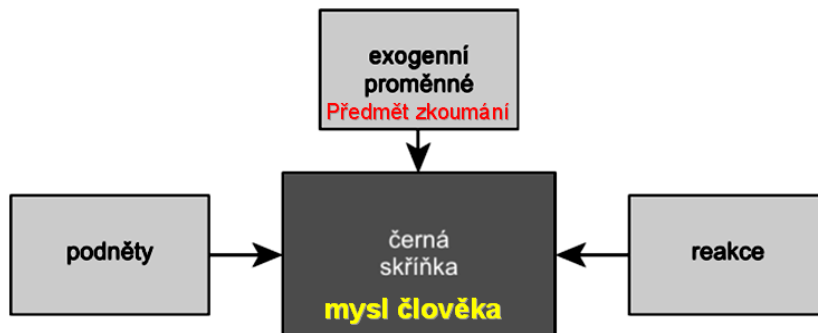 exogenní
proměnné
Předmět zkoumání
podněty
černá
skříňka
mysl člověka
reakce